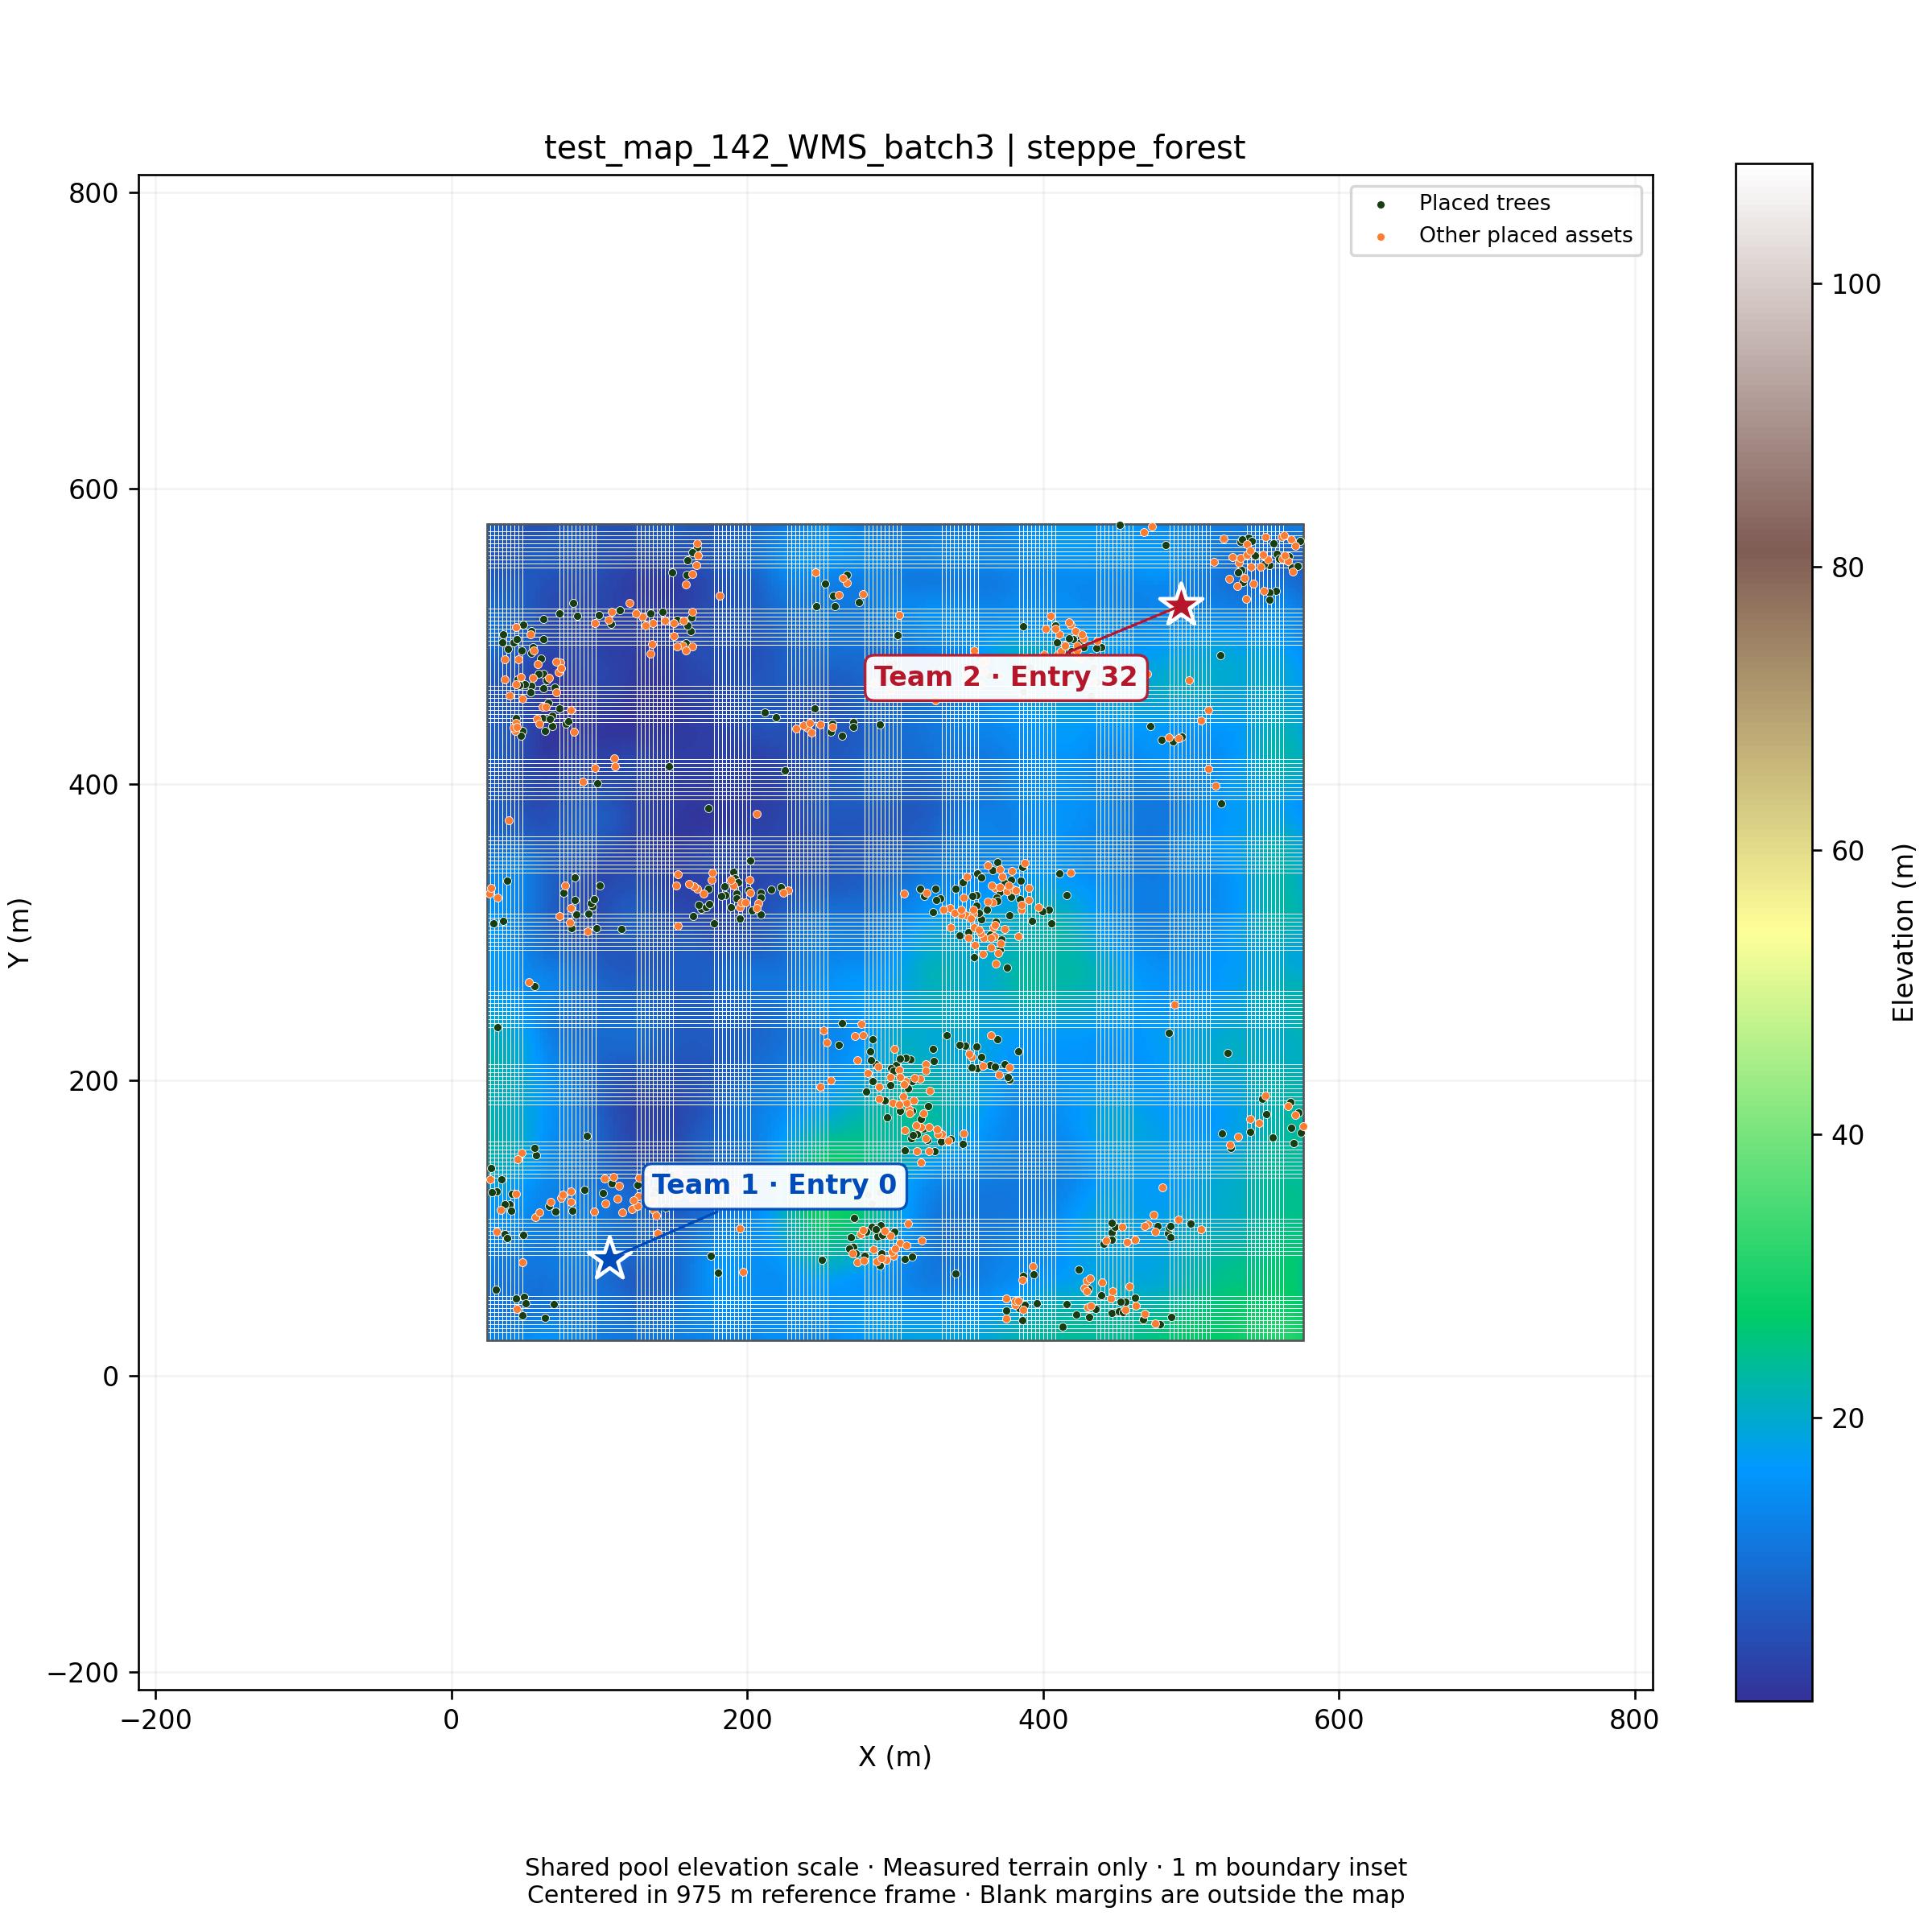 test_map_142_WMS_batch3 | steppe_forest
Placed trees
Other placed assets
800
600
400
200
0
−200
Y (m)
Team 2 · Entry 32
Team 1 · Entry 0
−200
0
200
400
600
800
X (m)
100
80
60
40
20
Elevation (m)
Shared pool elevation scale · Measured terrain only · 1 m boundary inset
Centered in 975 m reference frame · Blank margins are outside the map